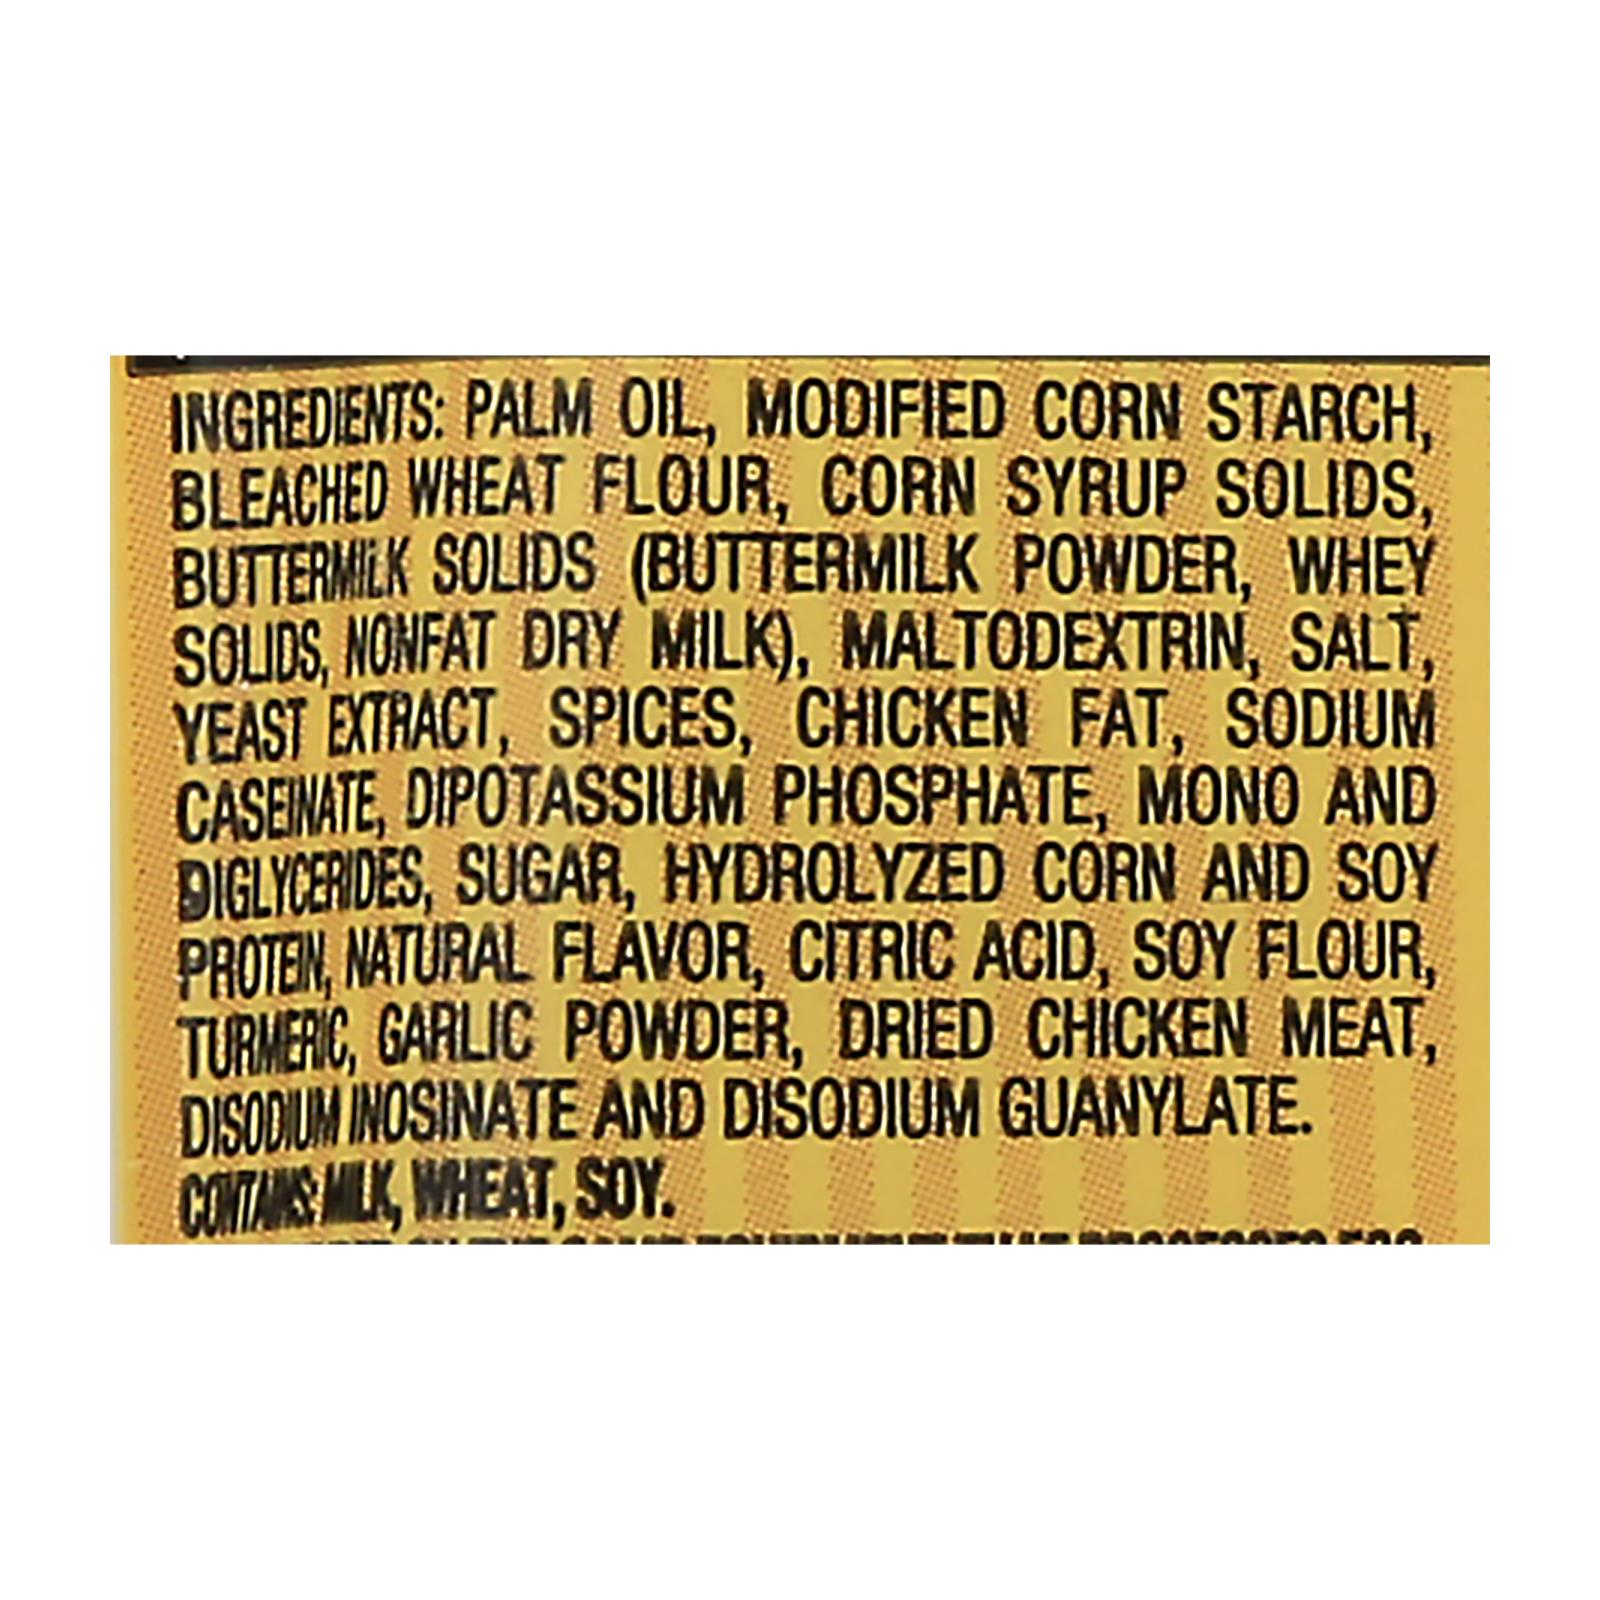 INGREDIENTS: PALM OIL, MODIFIED CORN STARCH,
BLEACHED WHEAT FLOUR, CORN SYRUP SOLIDS,
BUTTERMILK SOLIDS (BUTTERMILK POWDER, WHEY
SOLIDS, NONFAT DRY MILK), MALTODEXTRIN, SALT,
YEAST EXTRACT, SPICES, CHICKEN FAT, SODIUM
CASEINATE, DIPOTASSIUM PHOSPHATE, MONO AND
DIGLYCERIDES, SUGAR, HYDROLYZED CORN AND SOY
PROTEIN, NATURAL FLAVOR, CITRIC ACID, SOY FLOUR,
TURMERIC, GARLIC POWDER, DRIED CHICKEN MEAT,
DISODIUM INOSINATE AND DISODIUM GUANYLATE.
CONTAINS: MILK, WHEAT, SOY.